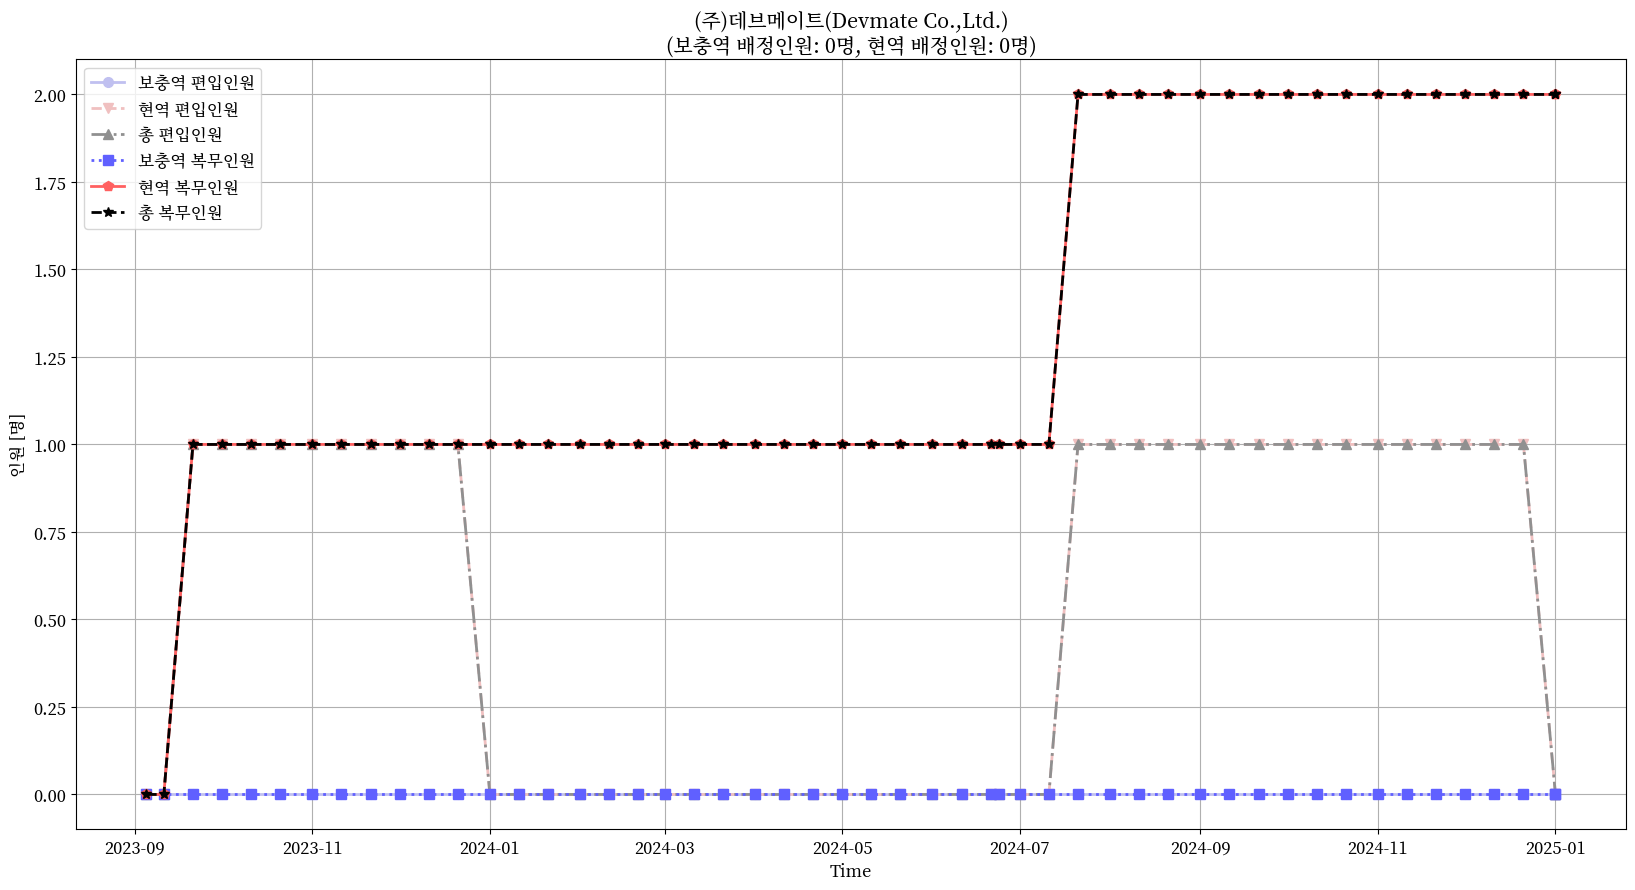 (주)데브메이트(Devmate Co.,Ltd.)
(보충역 배정인원: 0명, 현역 배정인원: 0명)
보충역 편입인원
현역 편입인원
총 편입인원
보충역 복무인원
현역 복무인원
총 복무인원
인원 [명]
2.00
1.75
1.50
1.25
1.00
0.75
0.50
0.25
0.00
2023-09
2023-11
2024-01
2024-03
2024-05
2024-07
2024-09
2024-11
2025-01
Time